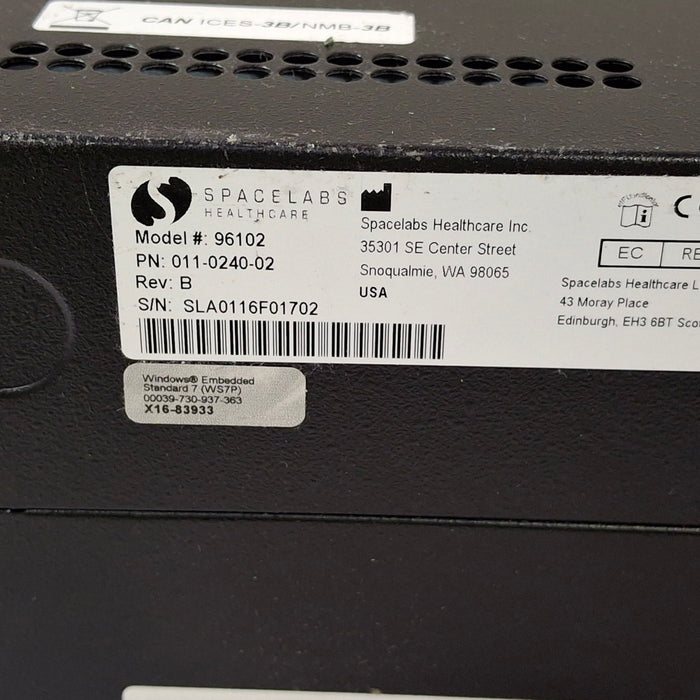 CAN ICES-3B/NMB-3B
SPACELABS
HEALTHCARE
Model #: 96102
PN: 011-0240-02
Rev: B
S/N: SLA0116F01702
Spacelabs Healthcare Inc.
35301 SE Center Street
Snoqualmie, WA 98065
USA
EC RE
Spacelabs Healthcare L
43 Moray Place
Edinburgh, EH3 6BT Scot
Windows® Embedded
Standard 7 (WS7P)
00039-730-937-363
X16-83933